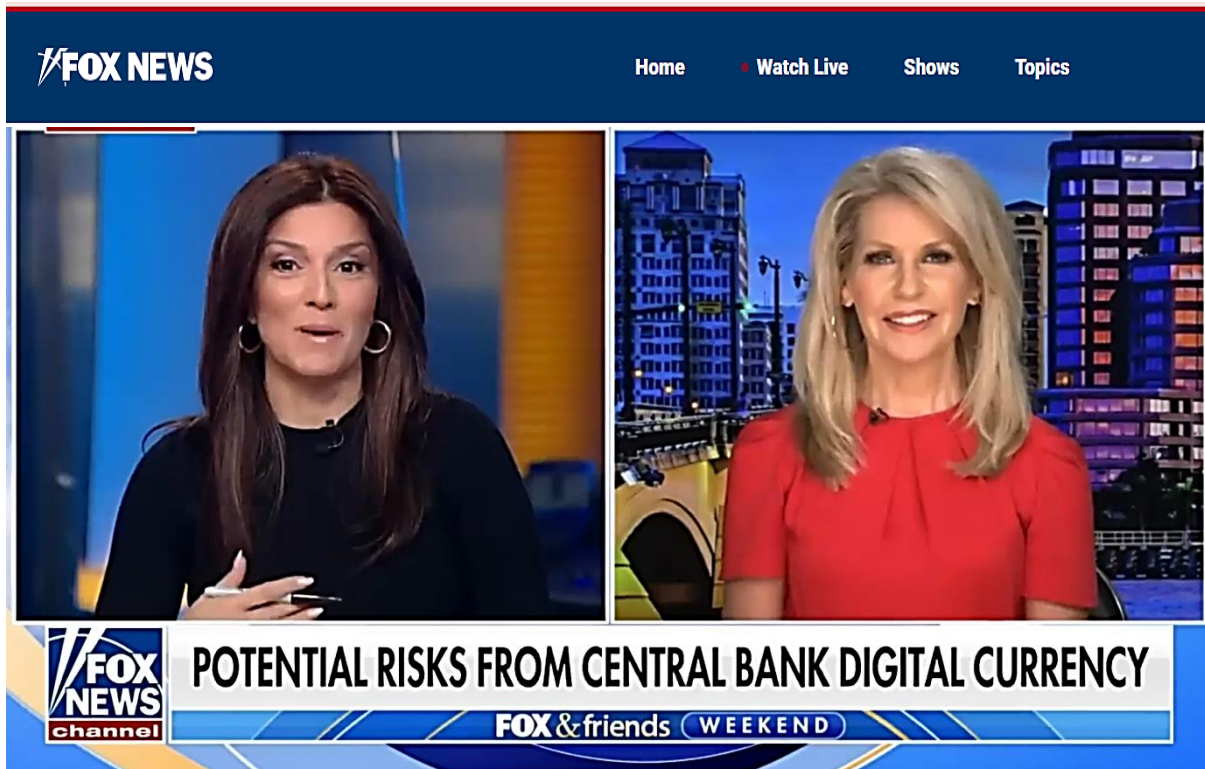 FOX NEWS
Home Watch Live Shows Topics
FOX
NEWS
channel
POTENTIAL RISKS FROM CENTRAL BANK DIGITAL CURRENCY
FOX & friends WEEKEND